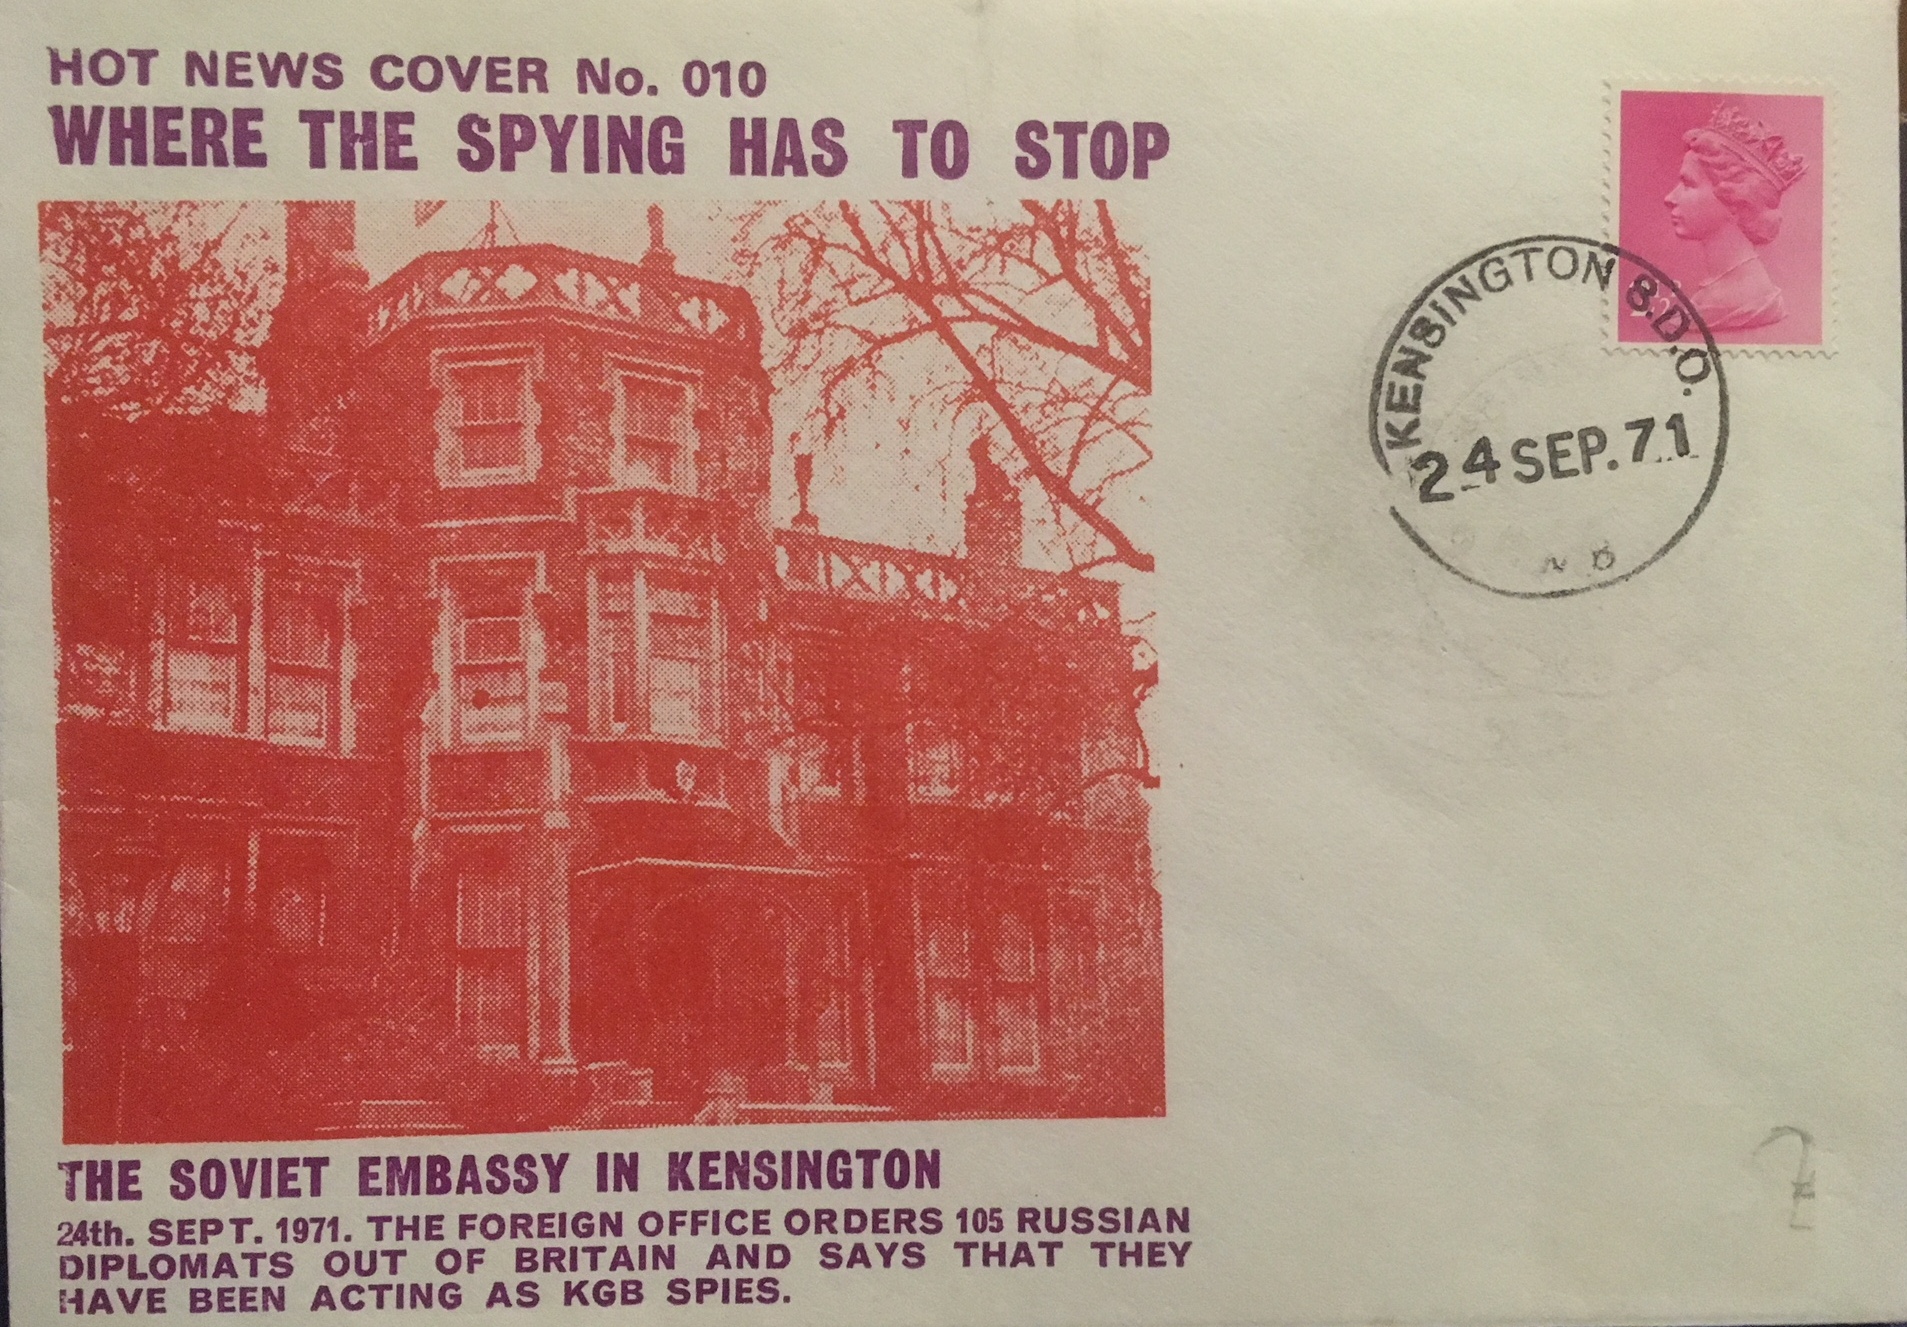 HOT NEWS COVER No. 010
WHERE THE SPYING HAS TO STOP
KENSINGTON S.D.O.
24 SEP. 71
THE SOVIET EMBASSY IN KENSINGTON
24th. SEPT. 1971. THE FOREIGN OFFICE ORDERS 105 RUSSIAN
DIPLOMATS OUT OF BRITAIN AND SAYS THAT THEY
HAVE BEEN ACTING AS KGB SPIES.